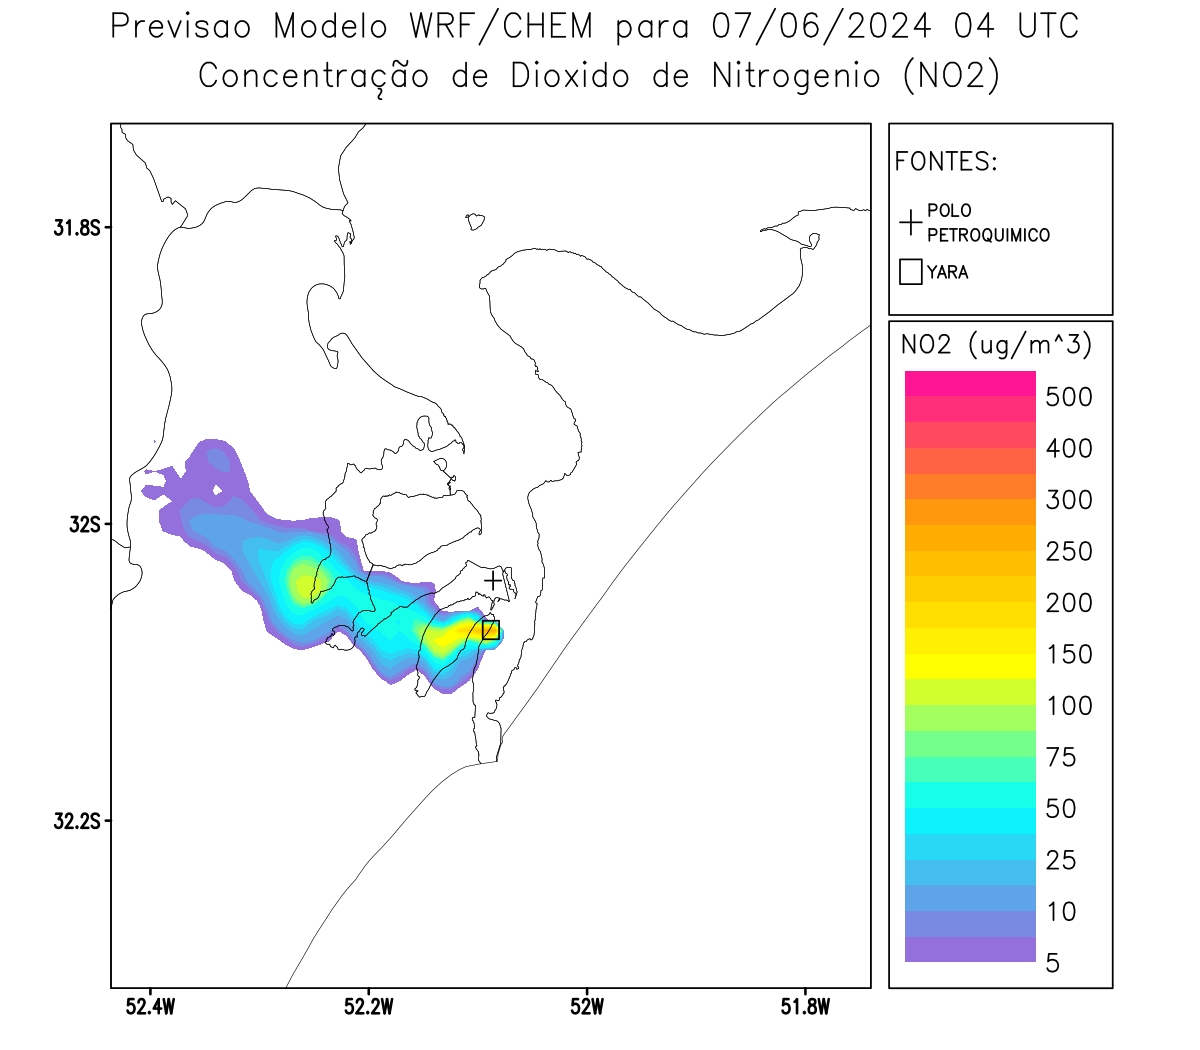 Previsao Modelo WRF/CHEM para 07/06/2024 04 UTC
Concentração de Dioxido de Nitrogenio (NO2)
FONTES:
POLO
PETROQUIMICO
YARA
NO2 (ug/m^3)
500
400
300
250
200
150
100
75
50
25
10
5
31.8S
32S
32.2S
52.4W
52.2W
52W
51.8W